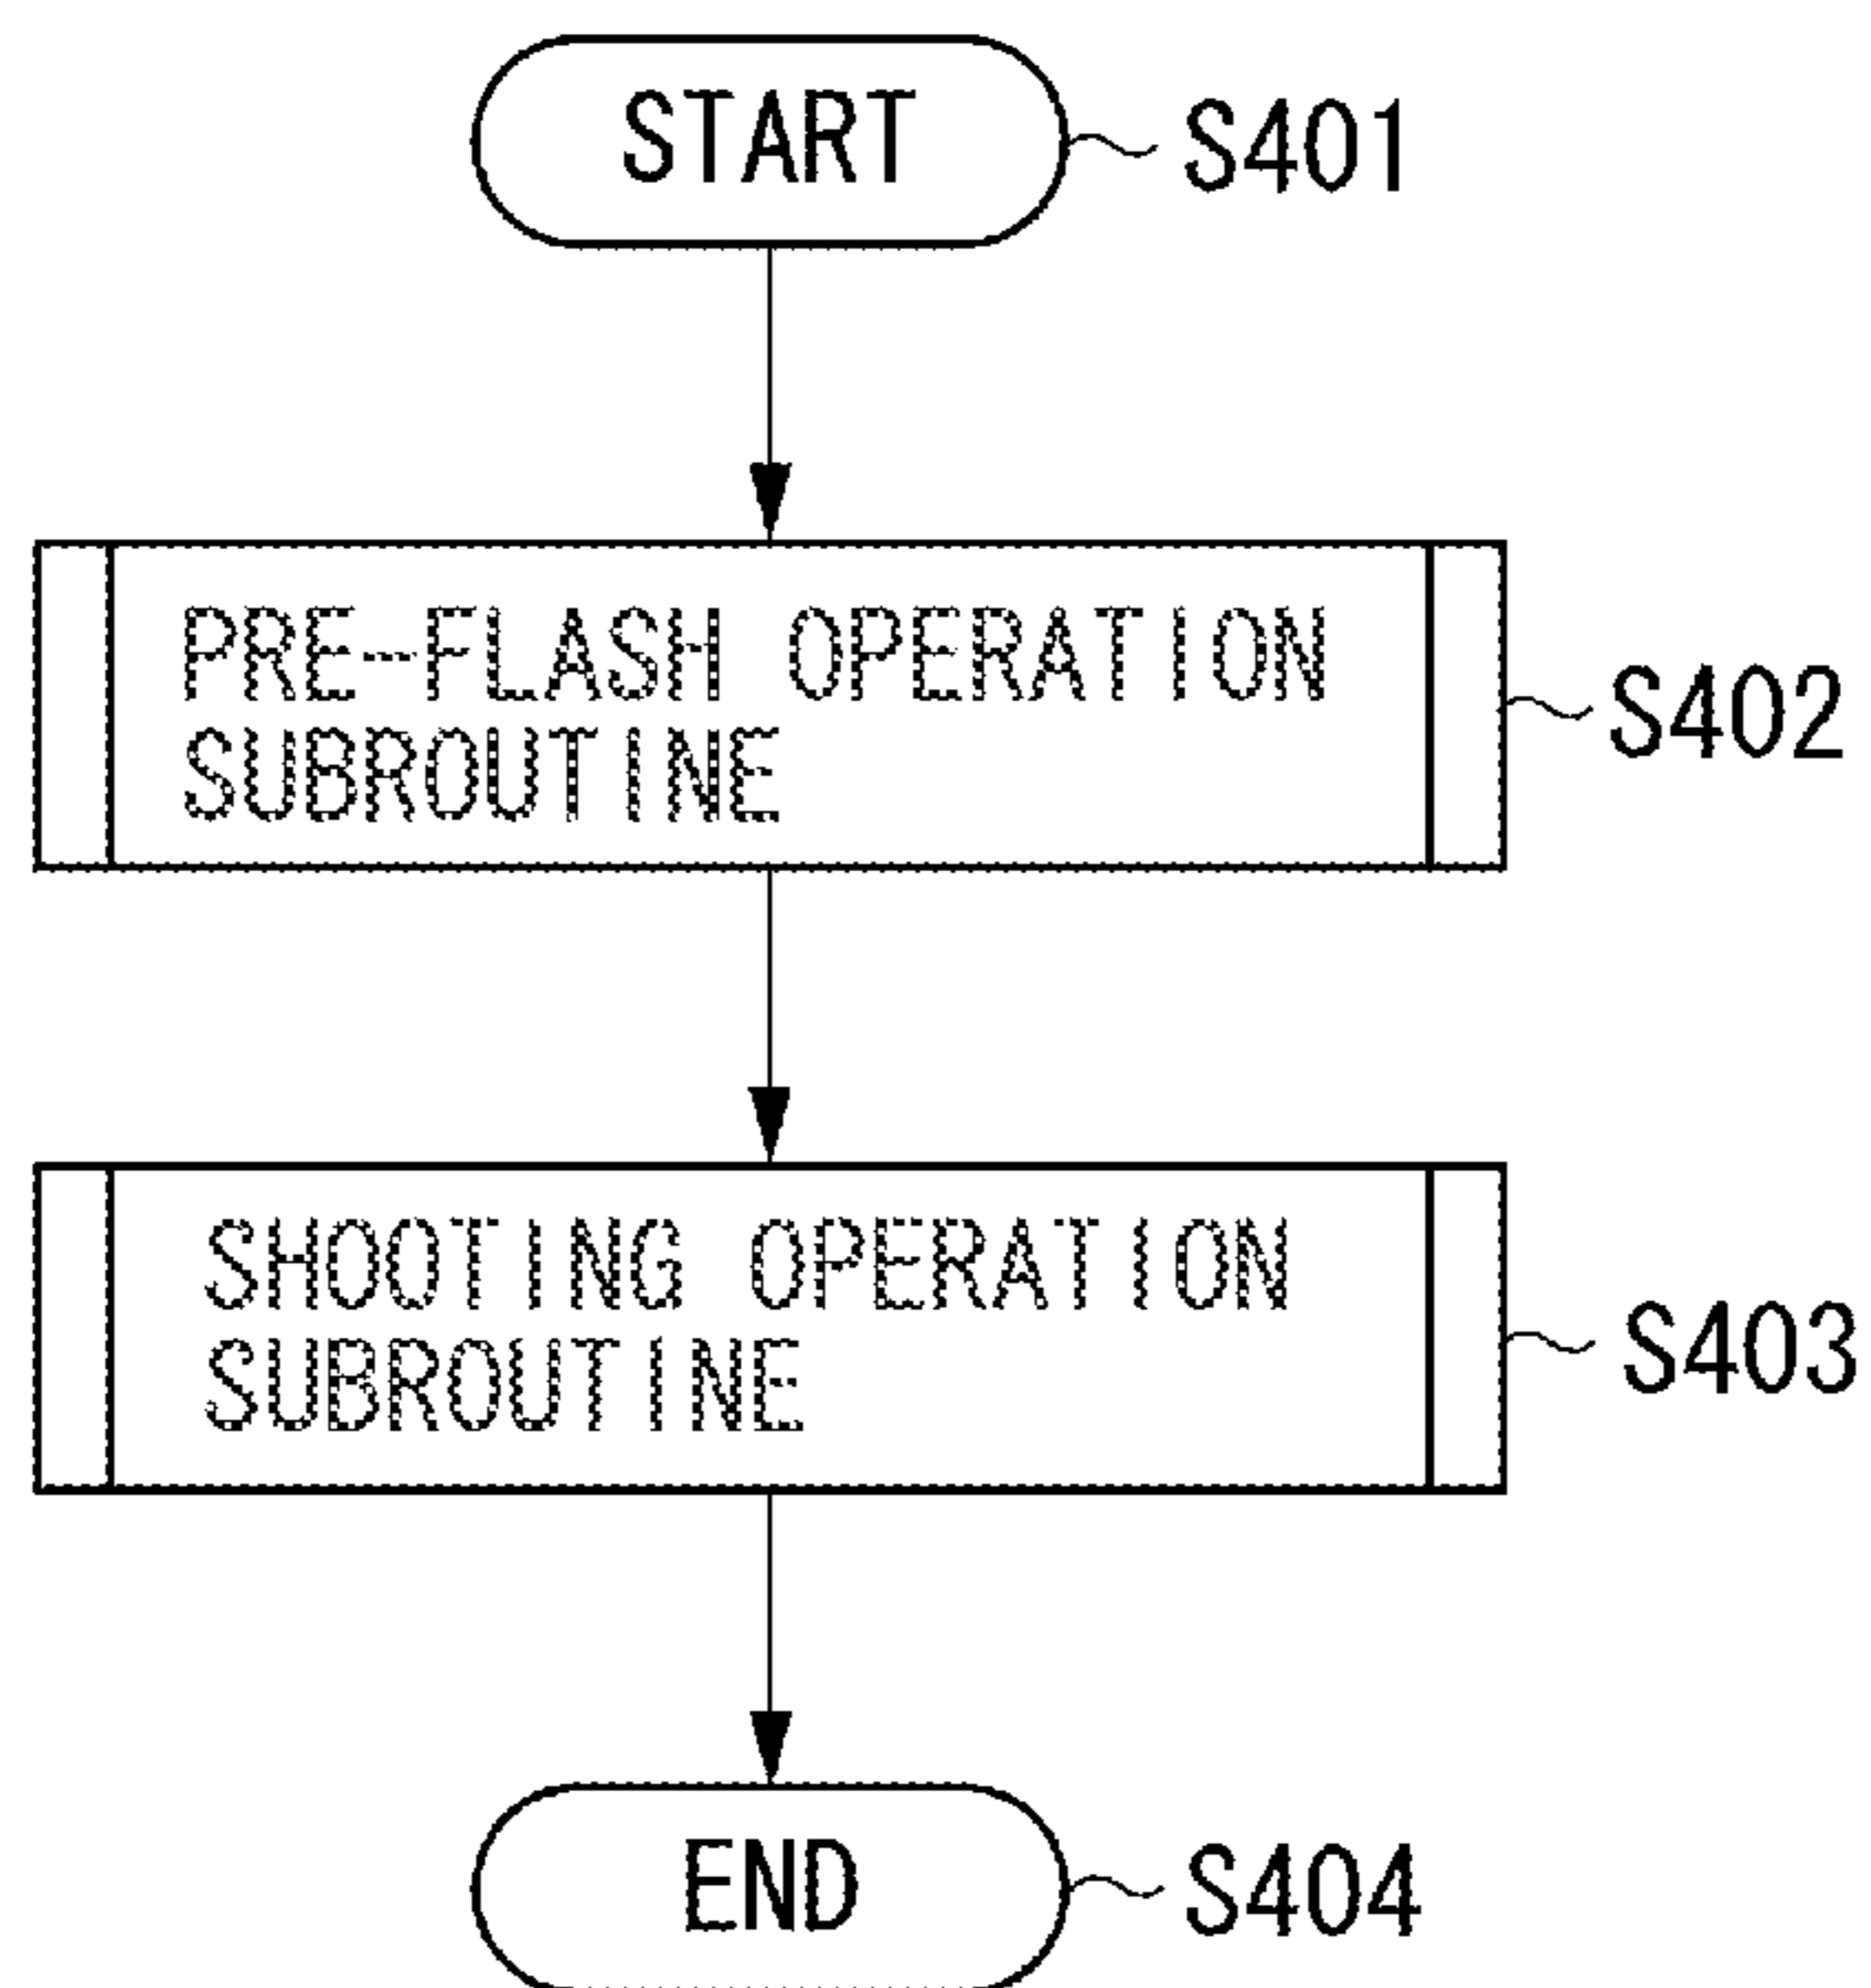 START
S401
PRE-FLASH OPERATION
SUBROUTINE
S402
SHOOTING OPERATION
SUBROUTINE
S403
END
S404